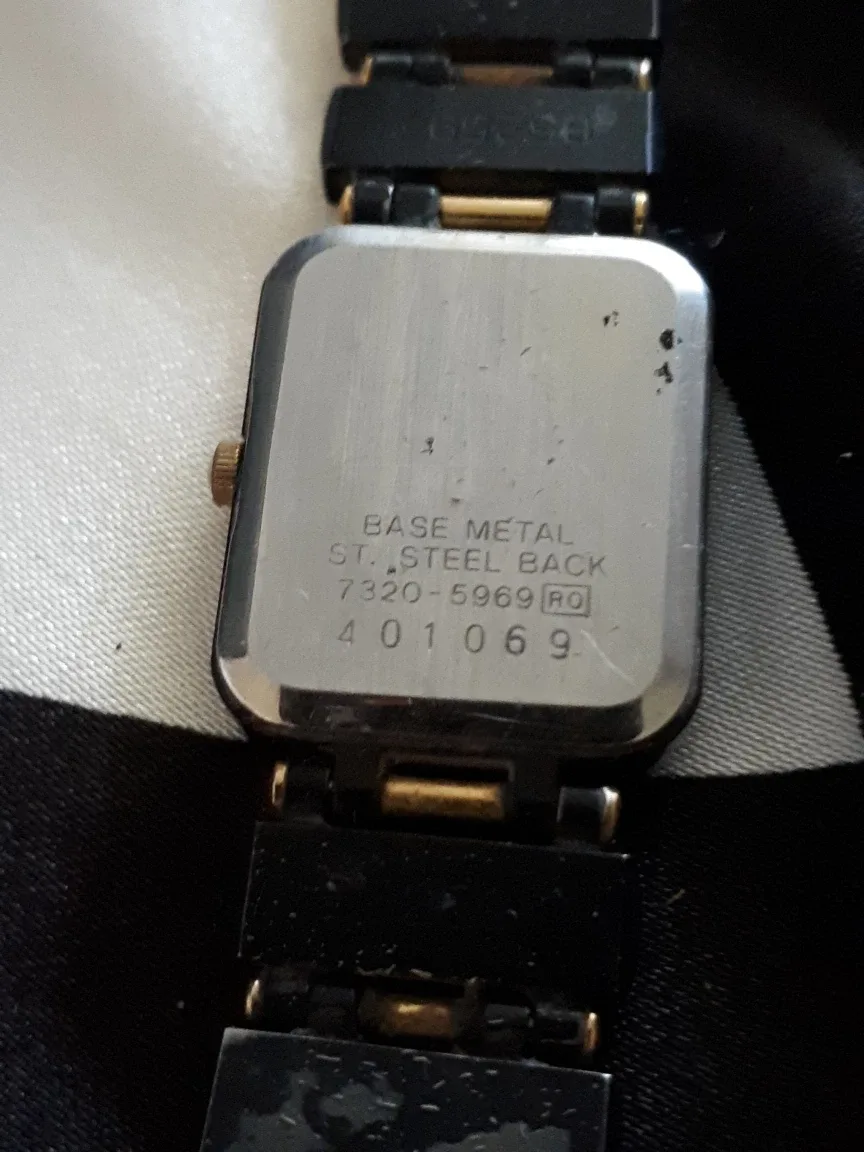 BASE METAL
ST. STEEL BACK
7320-5969 RO
401069